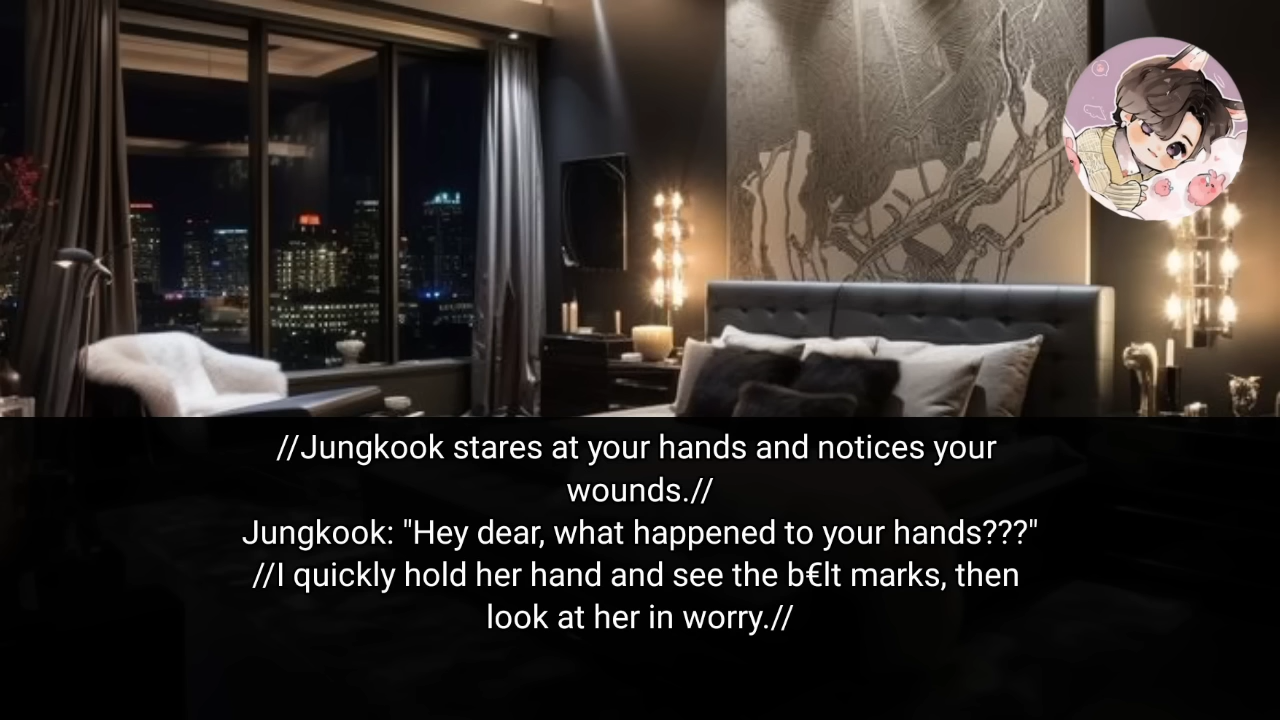 //Jungkook stares at your hands and notices your
wounds.//
Jungkook: "Hey dear, what happened to your hands???"
//I quickly hold her hand and see the b€lt marks, then
look at her in worry.//